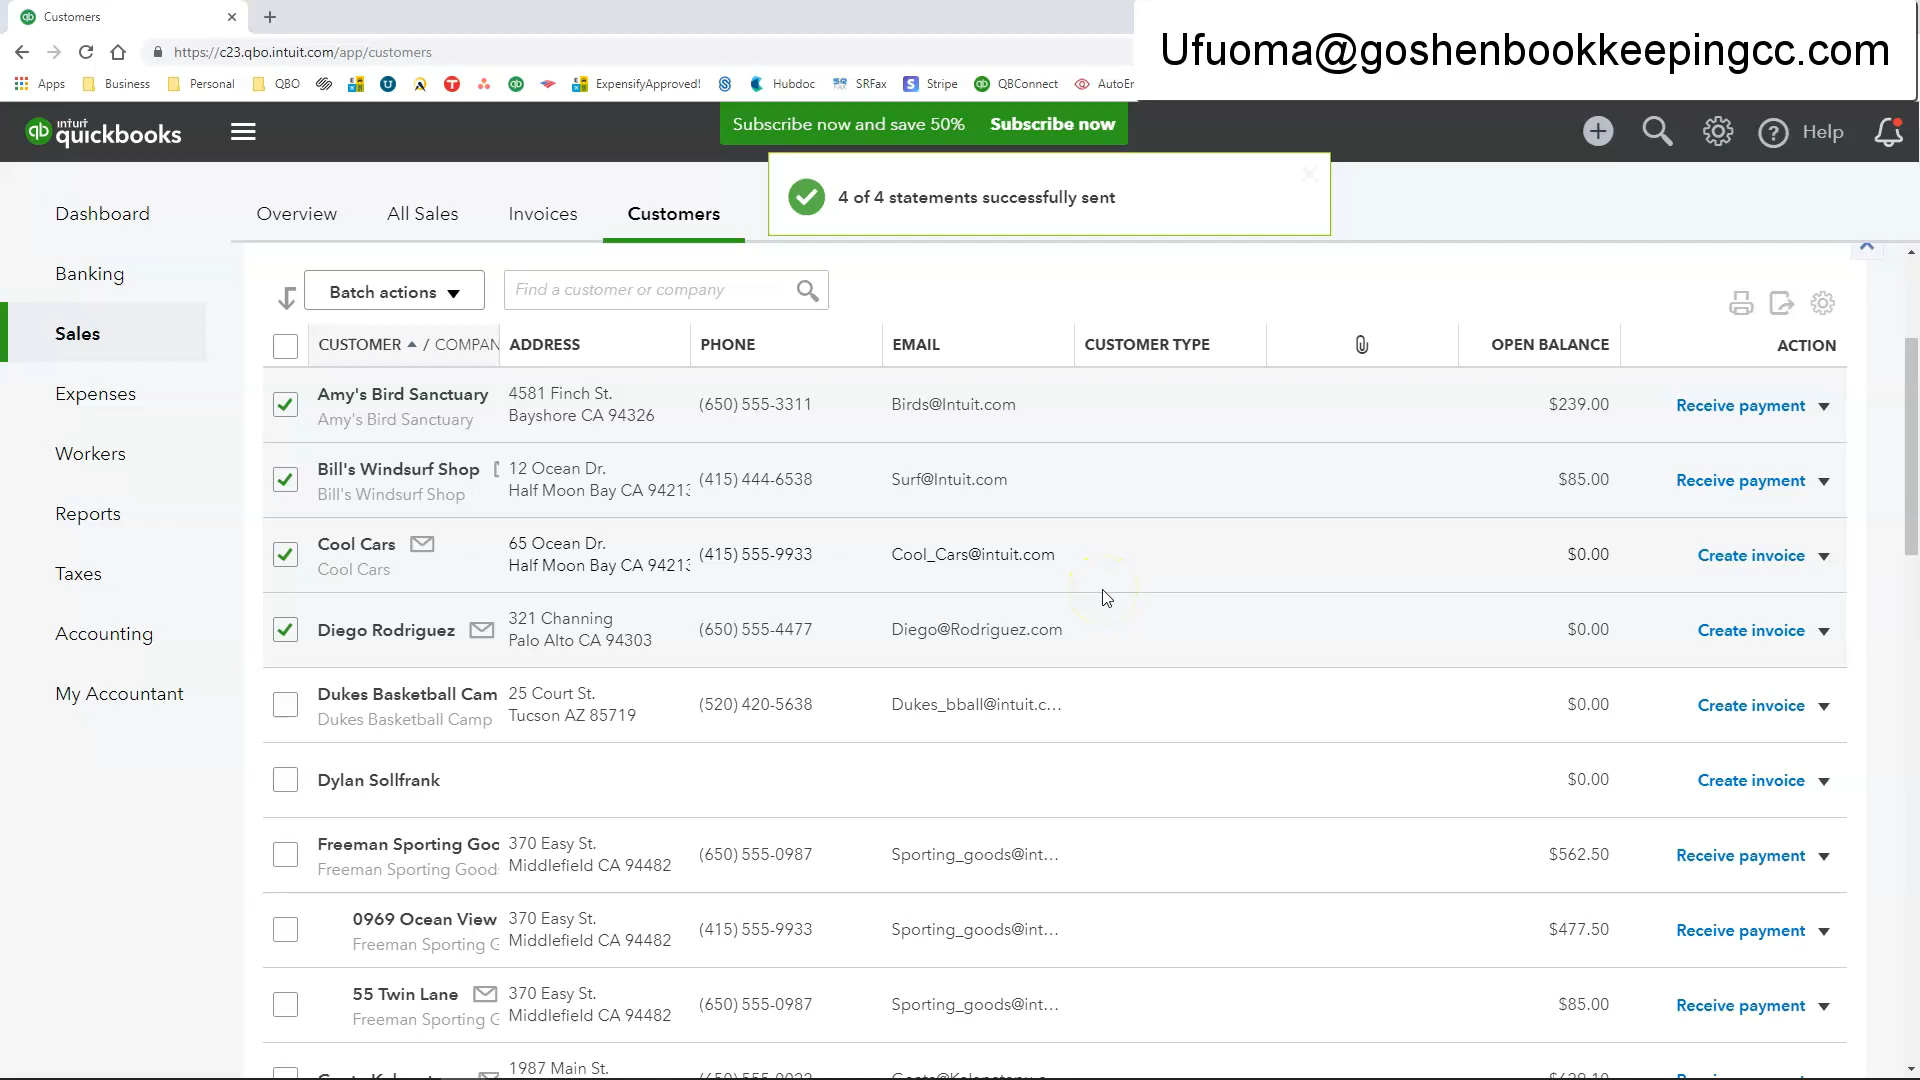 Customers
https://c23.qbo.intuit.com/app/customers
Ufuoma@goshenbookkeepingcc.com
Apps Business Personal QBO ExpensifyApproved! Hubdoc SRFax Stripe QBConnect AutoEn
intuit quickbooks
Subscribe now and save 50% Subscribe now
Help
4 of 4 statements successfully sent
Dashboard
Banking
Sales
Expenses
Workers
Reports
Taxes
Accounting
My Accountant
Overview All Sales Invoices Customers
Batch actions Find a customer or company
CUSTOMER / COMPAN ADDRESS PHONE EMAIL CUSTOMER TYPE OPEN BALANCE ACTION
Amy's Bird Sanctuary 4581 Finch St. (650) 555-3311 Birds@Intuit.com $239.00 Receive payment
Amy's Bird Sanctuary Bayshore CA 94326
Bill's Windsurf Shop 12 Ocean Dr. (415) 444-6538 Surf@Intuit.com $85.00 Receive payment
Bill's Windsurf Shop Half Moon Bay CA 94213
Cool Cars 65 Ocean Dr. (415) 555-9933 Cool_Cars@intuit.com $0.00 Create invoice
Cool Cars Half Moon Bay CA 94213
Diego Rodriguez 321 Channing (650) 555-4477 Diego@Rodriguez.com $0.00 Create invoice
Palo Alto CA 94303
Dukes Basketball Cam 25 Court St. (520) 420-5638 Dukes_bball@intuit.c... $0.00 Create invoice
Dukes Basketball Camp Tucson AZ 85719
Dylan Sollfrank $0.00 Create invoice
Freeman Sporting Goo 370 Easy St. (650) 555-0987 Sporting_goods@int... $562.50 Receive payment
Freeman Sporting Goods Middlefield CA 94482
0969 Ocean View 370 Easy St. (415) 555-9933 Sporting_goods@int... $477.50 Receive payment
Freeman Sporting G Middlefield CA 94482
55 Twin Lane 370 Easy St. (650) 555-0987 Sporting_goods@int... $85.00 Receive payment
Freeman Sporting G Middlefield CA 94482
1987 Main St.